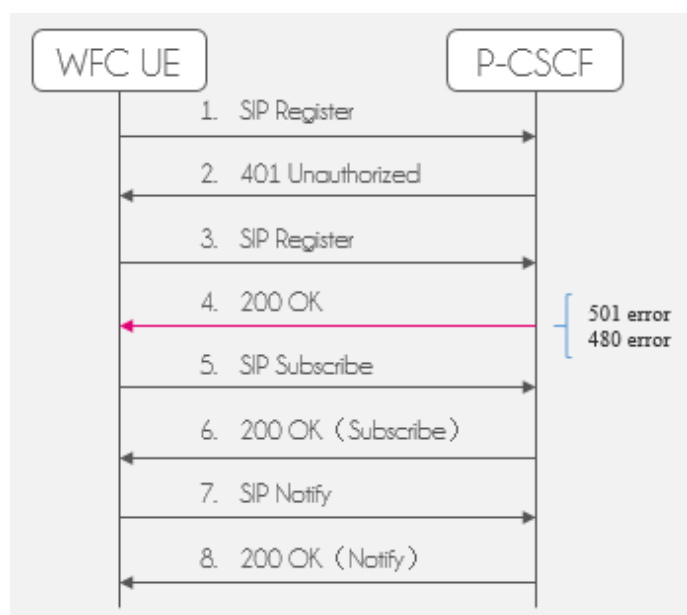 WFC UE
P-CSCF
1. SIP Register
2. 401 Unauthorized
3. SIP Register
4. 200 OK
501 error
480 error
5. SIP Subscribe
6. 200 OK (Subscribe)
7. SIP Notify
8. 200 OK (Notify)